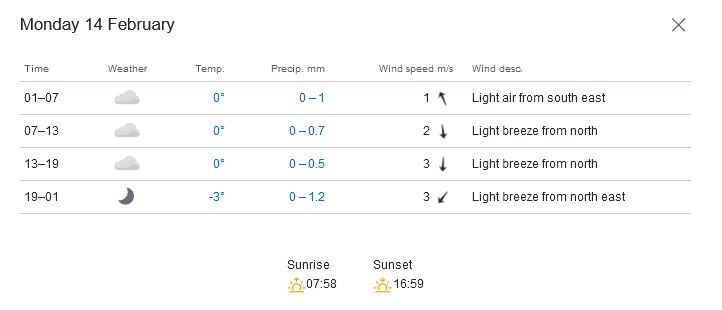 Monday 14 February
Time Weather Temp. Precip. mm Wind speed m/s Wind desc.
01–07 0° 0 – 1 1 Light air from south east
07–13 0° 0 – 0.7 2 Light breeze from north
13–19 0° 0 – 0.5 3 Light breeze from north
19–01 -3° 0 – 1.2 3 Light breeze from north east
Sunrise Sunset
07:58 16:59